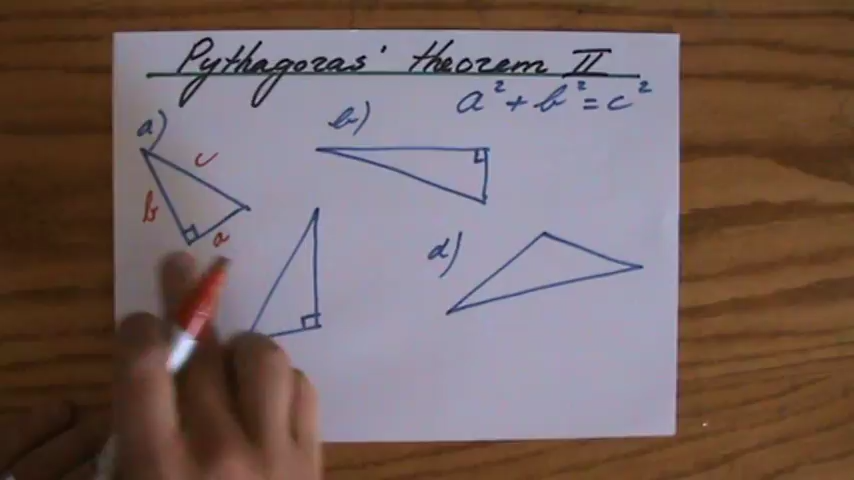 Pythagoras' theorem II
a² + b² = c²
a)
b)
c
b
a
d)